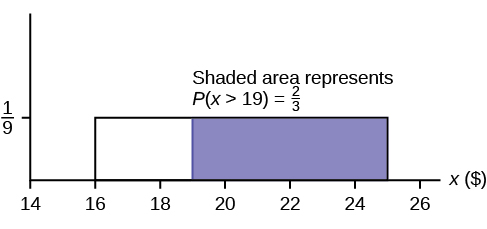 Shaded area represents
P(x > 19) = 2/3
1/9
x ($)
14 16 18 20 22 24 26